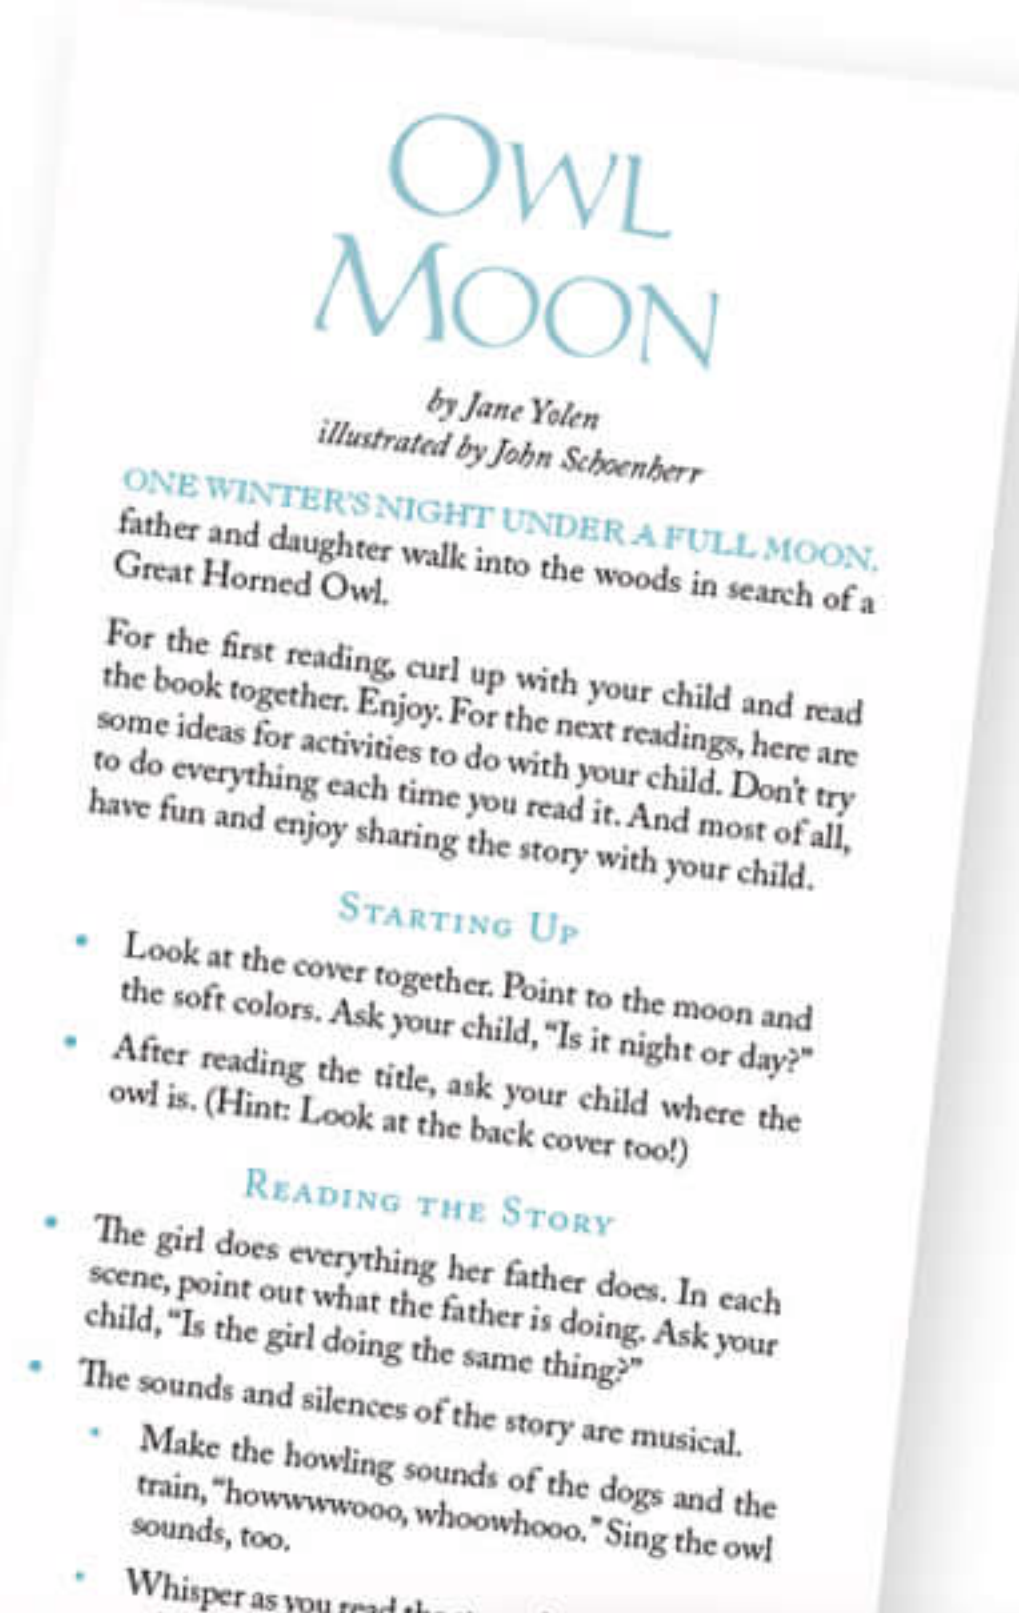 OWL
MOON
by Jane Yolen
illustrated by John Schoenherr
ONE WINTER'S NIGHT UNDER A FULL MOON,
father and daughter walk into the woods in search of a
Great Horned Owl.
For the first reading, curl up with your child and read
the book together. Enjoy. For the next readings, here are
some ideas for activities to do with your child. Don't try
to do everything each time you read it. And most of all,
have fun and enjoy sharing the story with your child.
STARTING UP
• Look at the cover together. Point to the moon and
the soft colors. Ask your child, “Is it night or day?”
• After reading the title, ask your child where the
owl is. (Hint: Look at the back cover too!)
READING THE STORY
• The girl does everything her father does. In each
scene, point out what the father is doing. Ask your
child, “Is the girl doing the same thing?”
• The sounds and silences of the story are musical.
• Make the howling sounds of the dogs and the
train, “howwwwooo, whoowhooo.” Sing the owl
sounds, too.
• Whisper as you read